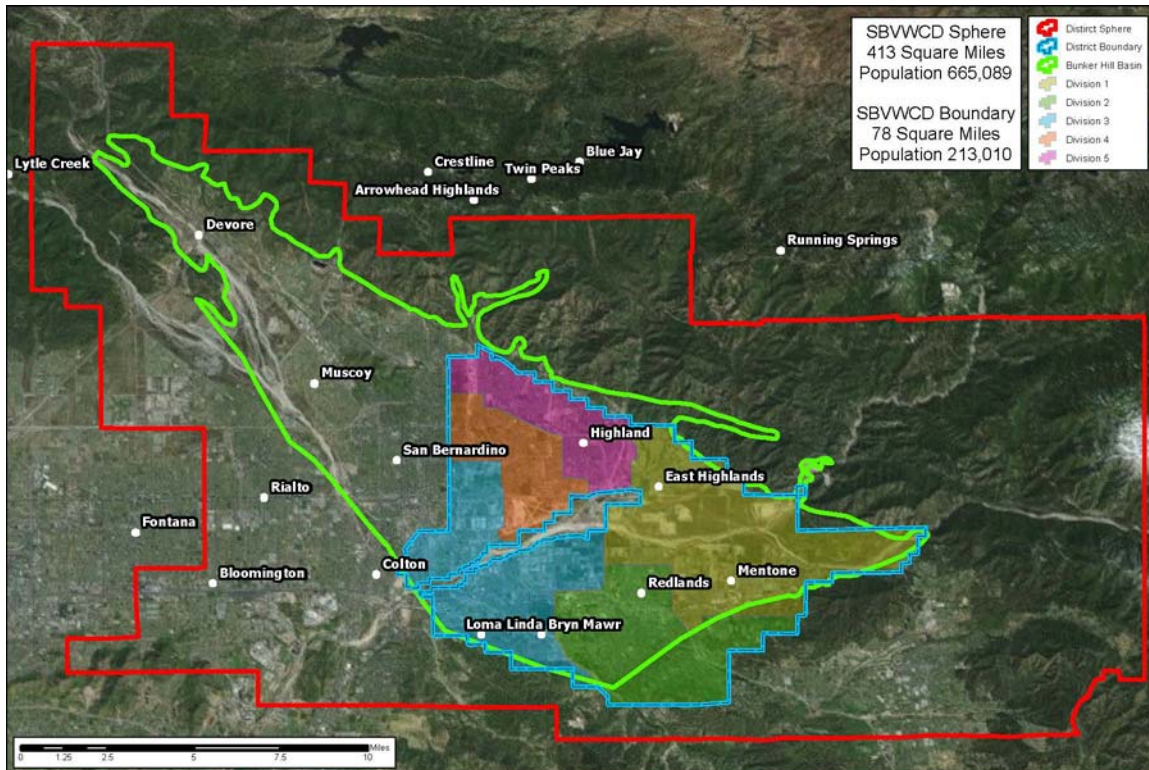 SBVWCD Sphere
413 Square Miles
Population 665,089
SBVWCD Boundary
78 Square Miles
Population 213,010
Distirct Sphere
District Boundary
Bunker Hill Basin
Division 1
Division 2
Division 3
Division 4
Division 5
Lytle Creek
Crestline
Blue Jay
Twin Peaks
Arrowhead Highlands
Devore
Running Springs
Muscoy
Highland
San Bernardino
East Highlands
Rialto
Fontana
Colton
Bloomington
Mentone
Redlands
Loma Linda Bryn Mawr
Miles
0 1.25 2.5 5 7.5 10